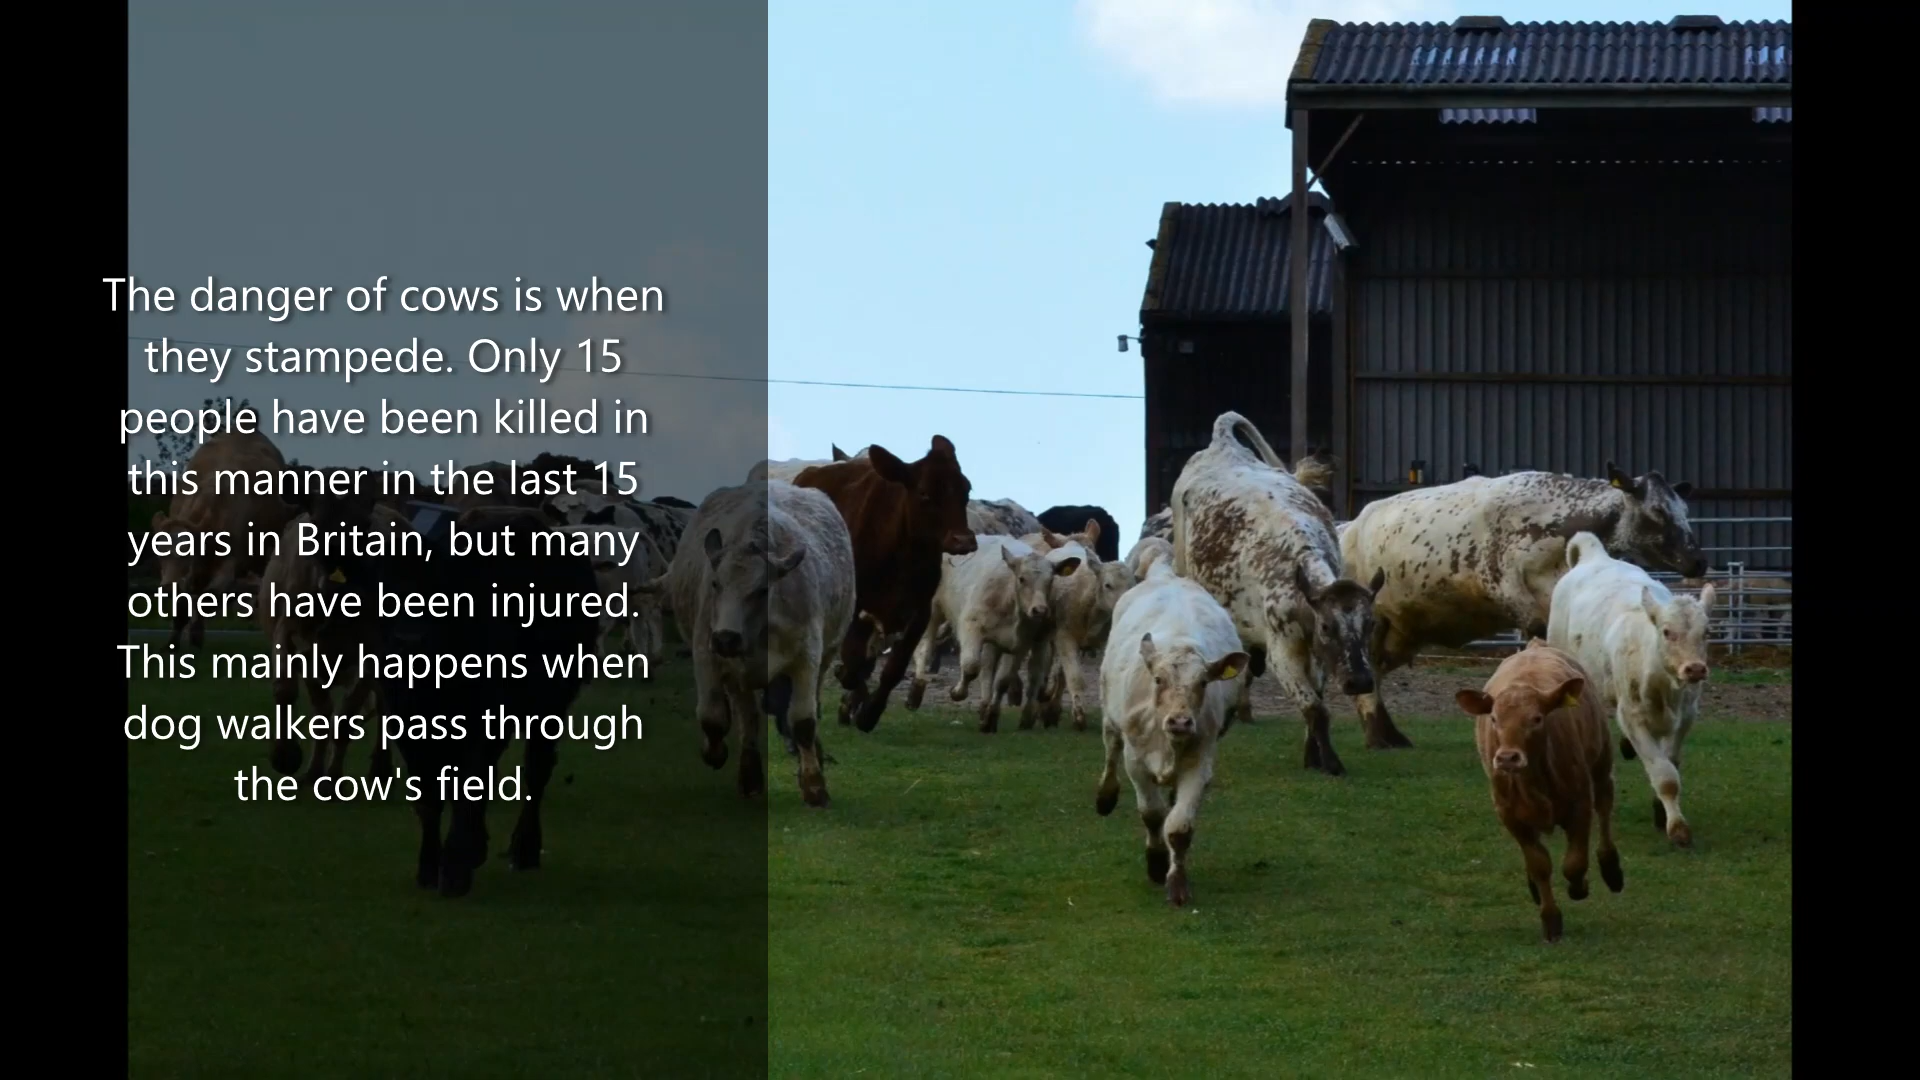 The danger of cows is when
they stampede. Only 15
people have been killed in
this manner in the last 15
years in Britain, but many
others have been injured.
This mainly happens when
dog walkers pass through
the cow's field.